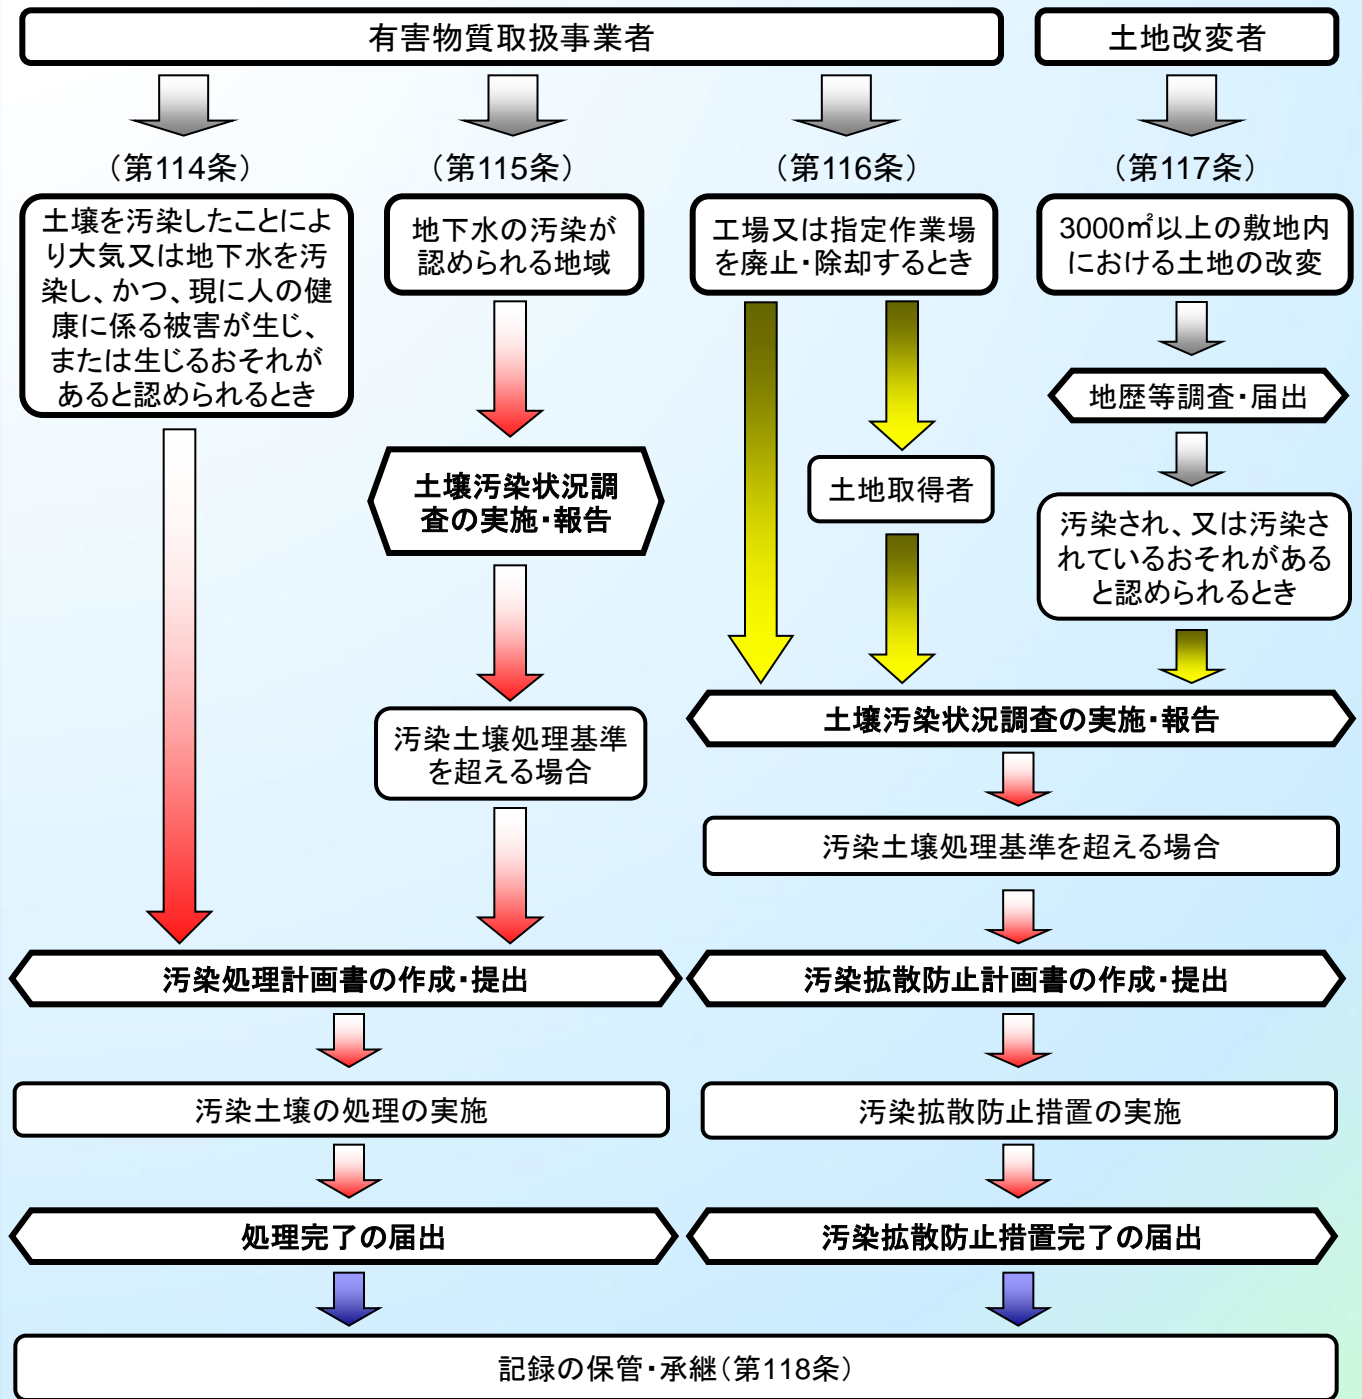 有害物質取扱事業者
土地改変者
（第114条）
（第115条）
（第116条）
（第117条）
土壌を汚染したことによ
り大気又は地下水を汚
染し、かつ、現に人の健
康に係る被害が生じ、
または生じるおそれが
あると認められるとき
地下水の汚染が
認められる地域
工場又は指定作業場
を廃止・除却するとき
3000㎡以上の敷地内
における土地の改変
地歴等調査・届出
土壌汚染状況調
査の実施・報告
土地取得者
汚染され、又は汚染さ
れているおそれがある
と認められるとき
汚染土壌処理基準
を超える場合
土壌汚染状況調査の実施・報告
汚染土壌処理基準を超える場合
汚染処理計画書の作成・提出
汚染拡散防止計画書の作成・提出
汚染土壌の処理の実施
汚染拡散防止措置の実施
処理完了の届出
汚染拡散防止措置完了の届出
記録の保管・承継（第118条）